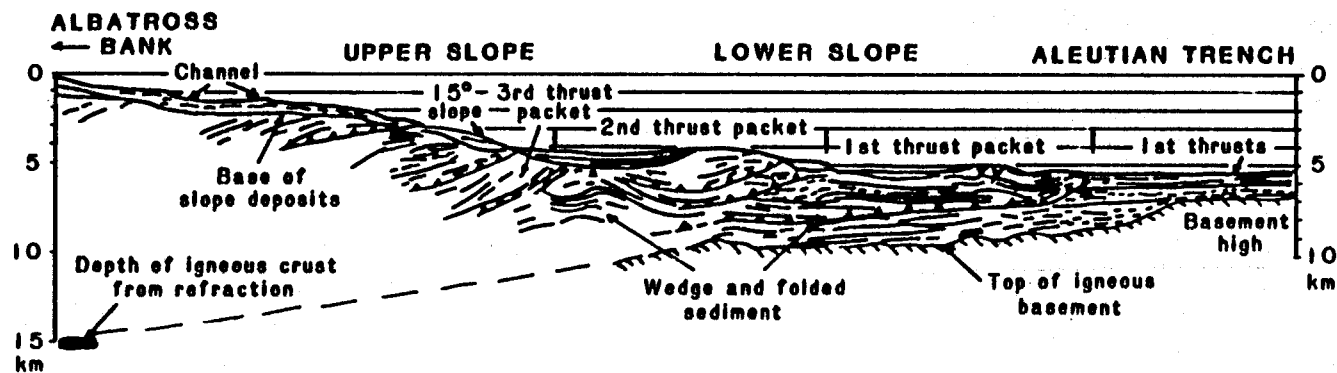 ALBATROSS
BANK
UPPER SLOPE
LOWER SLOPE
ALEUTIAN TRENCH
0
Channel
0
15°–3rd thrust
slope packet
2nd thrust packet
1st thrust packet
1st thrusts
5
5
Base of
slope deposits
Basement
high
10
10
km
Depth of igneous crust
from refraction
Wedge and folded
sediment
Top of igneous
basement
15
km